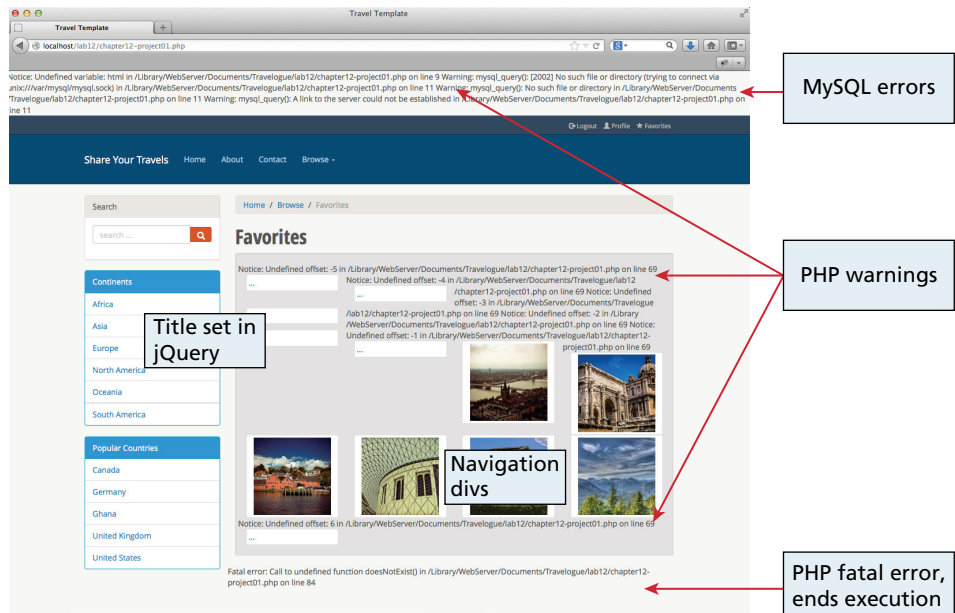 Travel Template
Travel Template
localhost/lab12/chapter12-project01.php
Notice: Undefined variable: html in /Library/WebServer/Documents/Travelogue/lab12/chapter12-project01.php on line 9 Warning: mysql_query(): [2002] No such file or directory (trying to connect via
unix:///var/mysql/mysql.sock) in /Library/WebServer/Documents/Travelogue/lab12/chapter12-project01.php on line 11 Warning: mysql_query(): No such file or directory in /Library/WebServer/Documents
/Travelogue/lab12/chapter12-project01.php on line 11 Warning: mysql_query(): A link to the server could not be established in /Library/WebServer/Documents/Travelogue/lab12/chapter12-project01.php on
line 11
MySQL errors
Logout Profile Favorites
Share Your Travels Home About Contact Browse
Search
search ...
Home / Browse / Favorites
Favorites
PHP warnings
Notice: Undefined offset: -5 in /Library/WebServer/Documents/Travelogue/lab12/chapter12-project01.php on line 69
...
Notice: Undefined offset: -4 in /Library/WebServer/Documents/Travelogue/lab12
...
/chapter12-project01.php on line 69 Notice: Undefined
offset: -3 in /Library/WebServer/Documents/Travelogue
/lab12/chapter12-project01.php on line 69 Notice: Undefined offset: -2 in /Library
/WebServer/Documents/Travelogue/lab12/chapter12-project01.php on line 69 Notice:
Undefined offset: -1 in /Library/WebServer/Documents/Travelogue/lab12/chapter12-
...
project01.php on line 69
Continents
Africa
Asia
Europe
North America
Oceania
South America
Title set in
jQuery
Popular Countries
Canada
Germany
Ghana
United Kingdom
United States
Navigation
divs
Notice: Undefined offset: 6 in /Library/WebServer/Documents/Travelogue/lab12/chapter12-project01.php on line 69
...
Fatal error: Call to undefined function doesNotExist() in /Library/WebServer/Documents/Travelogue/lab12/chapter12-
project01.php on line 84
PHP fatal error,
ends execution